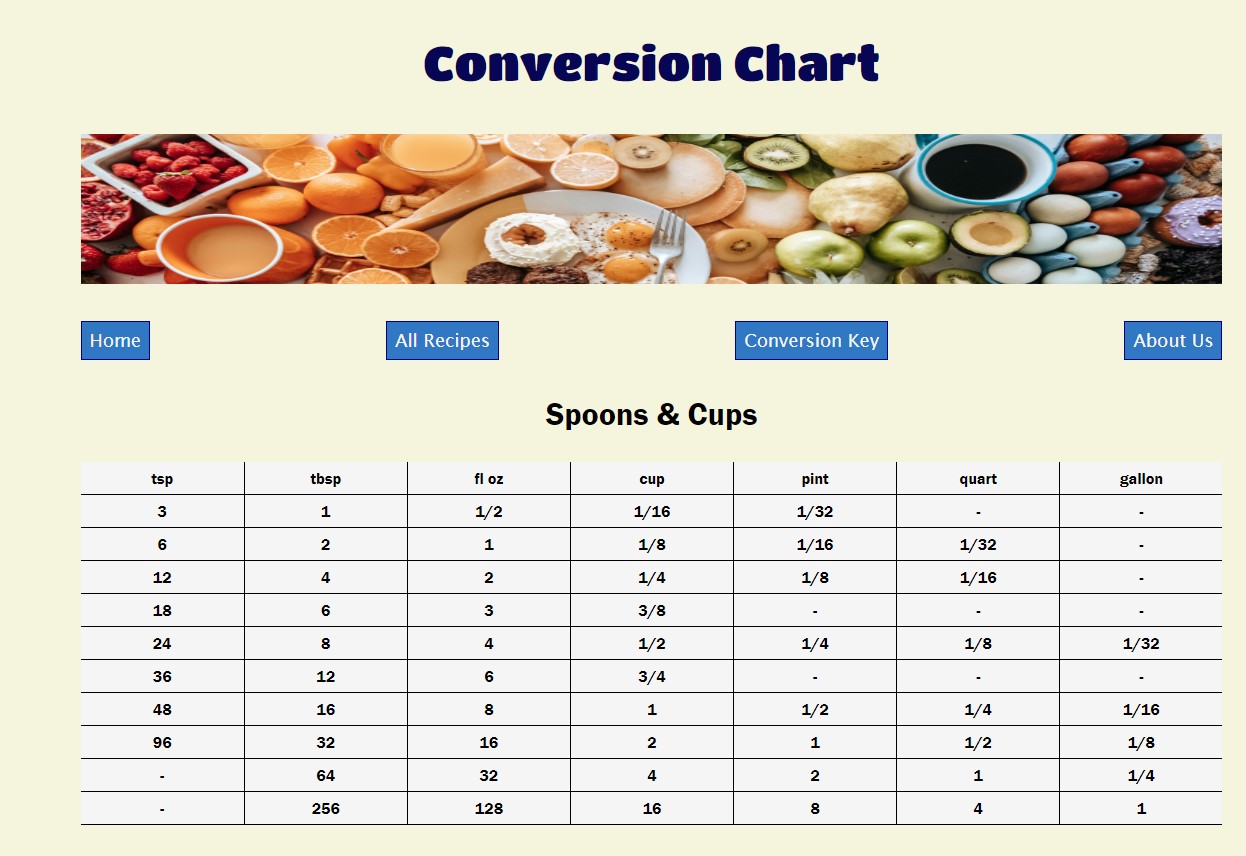 Conversion Chart
Home All Recipes Conversion Key About Us
Spoons & Cups
tsp tbsp fl oz cup pint quart gallon
3 1 1/2 1/16 1/32 - -
6 2 1 1/8 1/16 1/32 -
12 4 2 1/4 1/8 1/16 -
18 6 3 3/8 - - -
24 8 4 1/2 1/4 1/8 1/32
36 12 6 3/4 - - -
48 16 8 1 1/2 1/4 1/16
96 32 16 2 1 1/2 1/8
- 64 32 4 2 1 1/4
- 256 128 16 8 4 1